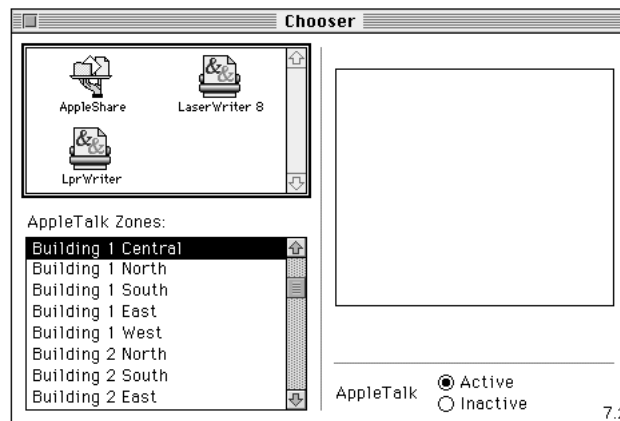 Chooser
AppleShare
LaserWriter 8
LprWriter
AppleTalk Zones:
Building 1 Central
Building 1 North
Building 1 South
Building 1 East
Building 1 West
Building 2 North
Building 2 South
Building 2 East
AppleTalk
Active
Inactive